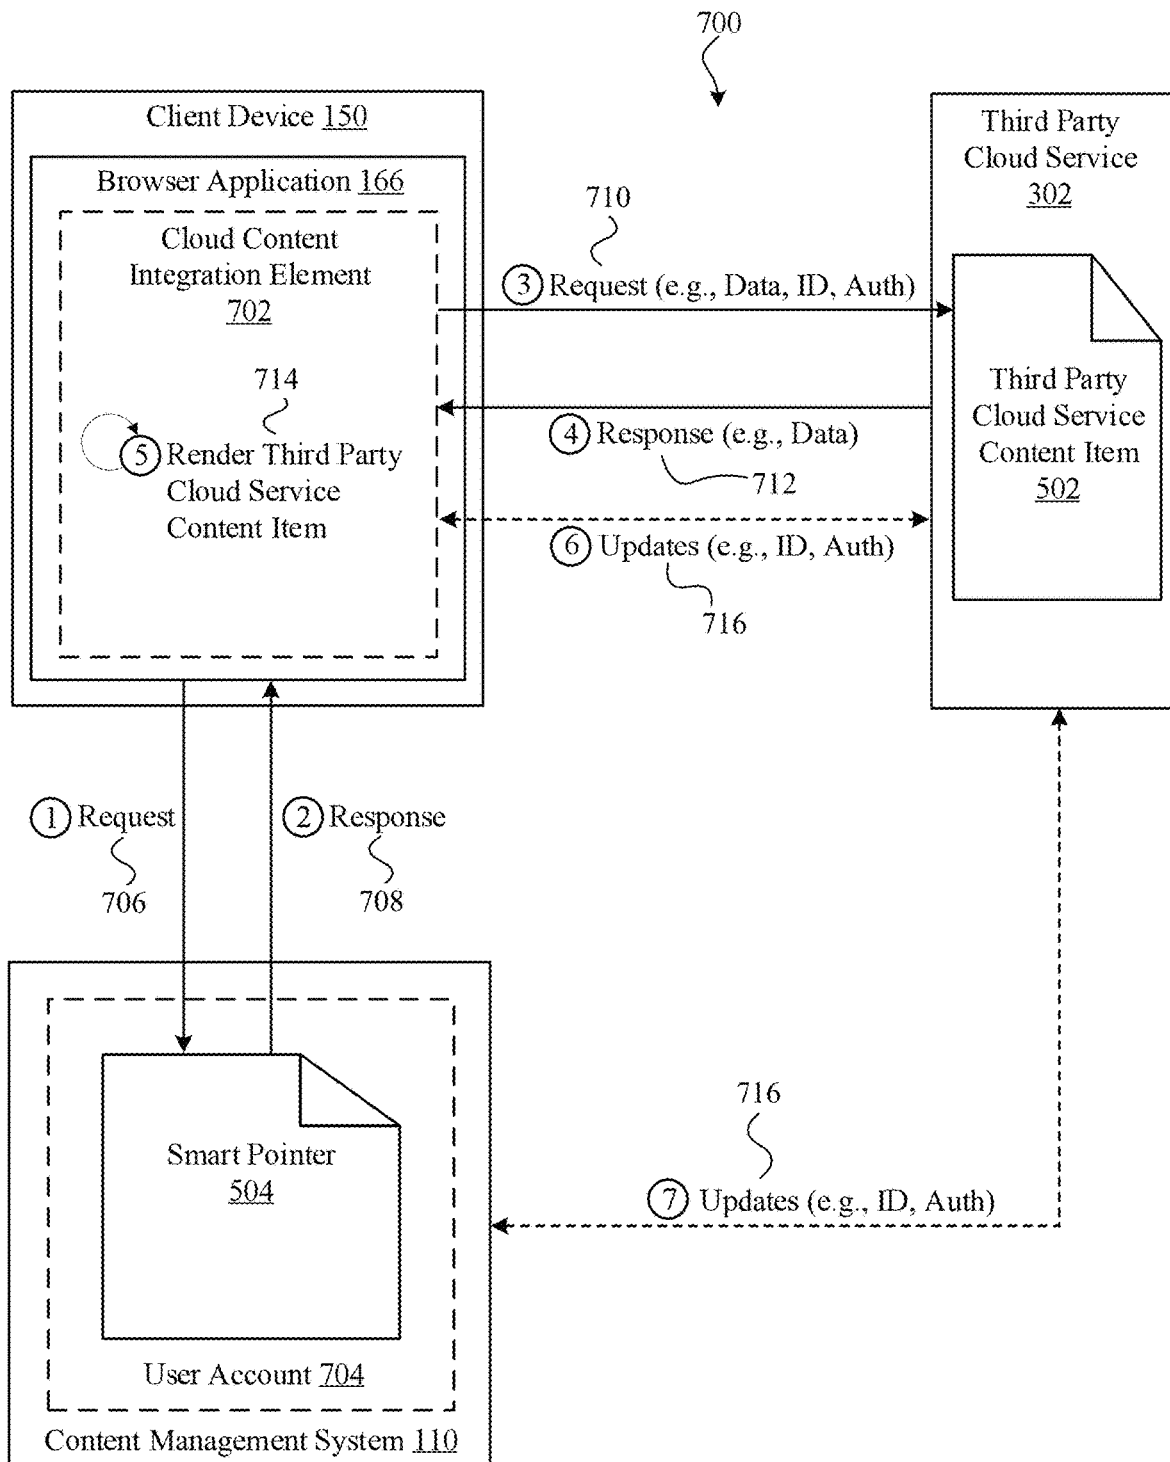 700
Client Device 150
Browser Application 166
Cloud Content
Integration Element
702
714
⑤ Render Third Party
Cloud Service
Content Item
710
③ Request (e.g., Data, ID, Auth)
④ Response (e.g., Data)
712
⑥ Updates (e.g., ID, Auth)
716
Third Party
Cloud Service
302
Third Party
Cloud Service
Content Item
502
① Request
706
② Response
708
Smart Pointer
504
User Account 704
Content Management System 110
716
⑦ Updates (e.g., ID, Auth)